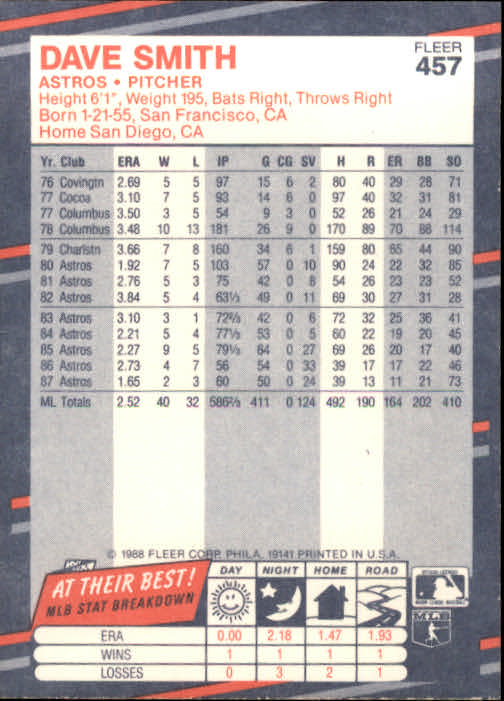 DAVE SMITH
FLEER
457
ASTROS • PITCHER
Height 6'1", Weight 195, Bats Right, Throws Right
Born 1-21-55, San Francisco, CA
Home San Diego, CA
Yr. Club ERA W L IP G CG SV H R ER BB SO
76 Covingtn 2.69 5 5 97 15 6 2 80 40 29 28 71
77 Cocoa 3.10 7 5 93 14 6 0 97 40 32 31 81
77 Columbus 3.50 3 5 54 9 3 0 52 26 21 24 29
78 Columbus 3.48 10 13 181 26 9 0 170 89 70 88 114
79 Charlstn 3.66 7 8 160 34 6 1 159 80 65 44 90
80 Astros 1.92 7 5 103 57 0 10 90 24 22 32 85
81 Astros 2.76 5 3 75 42 0 8 54 26 23 23 52
82 Astros 3.84 5 4 63⅓ 49 0 11 69 30 27 31 28
83 Astros 3.10 3 1 72⅔ 42 0 6 72 32 25 36 41
84 Astros 2.21 5 4 77⅓ 53 0 5 60 22 19 20 45
85 Astros 2.27 9 5 79⅓ 64 0 27 69 26 20 17 40
86 Astros 2.73 4 7 56 54 0 33 39 17 17 22 46
87 Astros 1.65 2 3 60 50 0 24 39 13 11 21 73
ML Totals 2.52 40 32 586⅔ 411 0 124 492 190 164 202 410
© 1988 FLEER CORP. PHILA. 19141 PRINTED IN U.S.A.
AT THEIR BEST!
MLB STAT BREAKDOWN
DAY NIGHT HOME ROAD
ERA 0.00 2.18 1.47 1.93
WINS 1 1 1 1
LOSSES 0 3 2 1
MLB